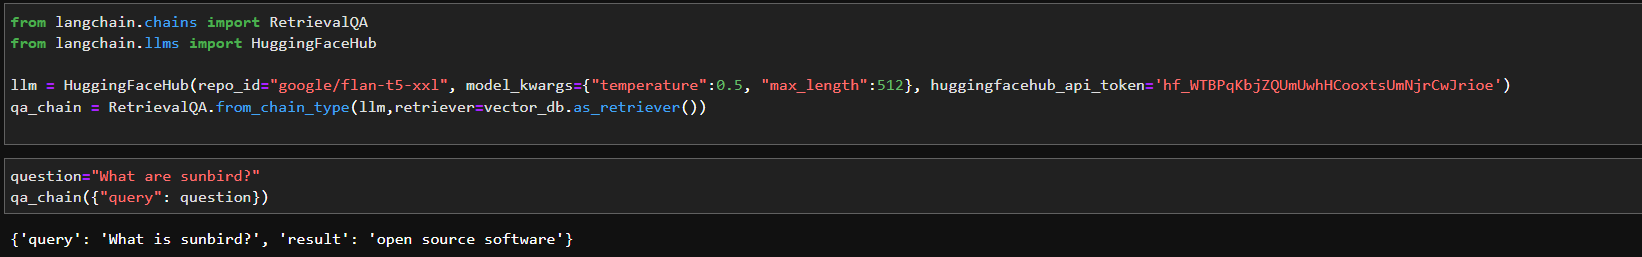 from langchain.chains import RetrievalQA
from langchain.llms import HuggingFaceHub
llm = HuggingFaceHub(repo_id="google/flan-t5-xxl", model_kwargs={"temperature":0.5, "max_length":512}, huggingfacehub_api_token='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')
qa_chain = RetrievalQA.from_chain_type(llm,retriever=vector_db.as_retriever())
question="What are sunbird?"
qa_chain({"query": question})
{'query': 'What is sunbird?', 'result': 'open source software'}